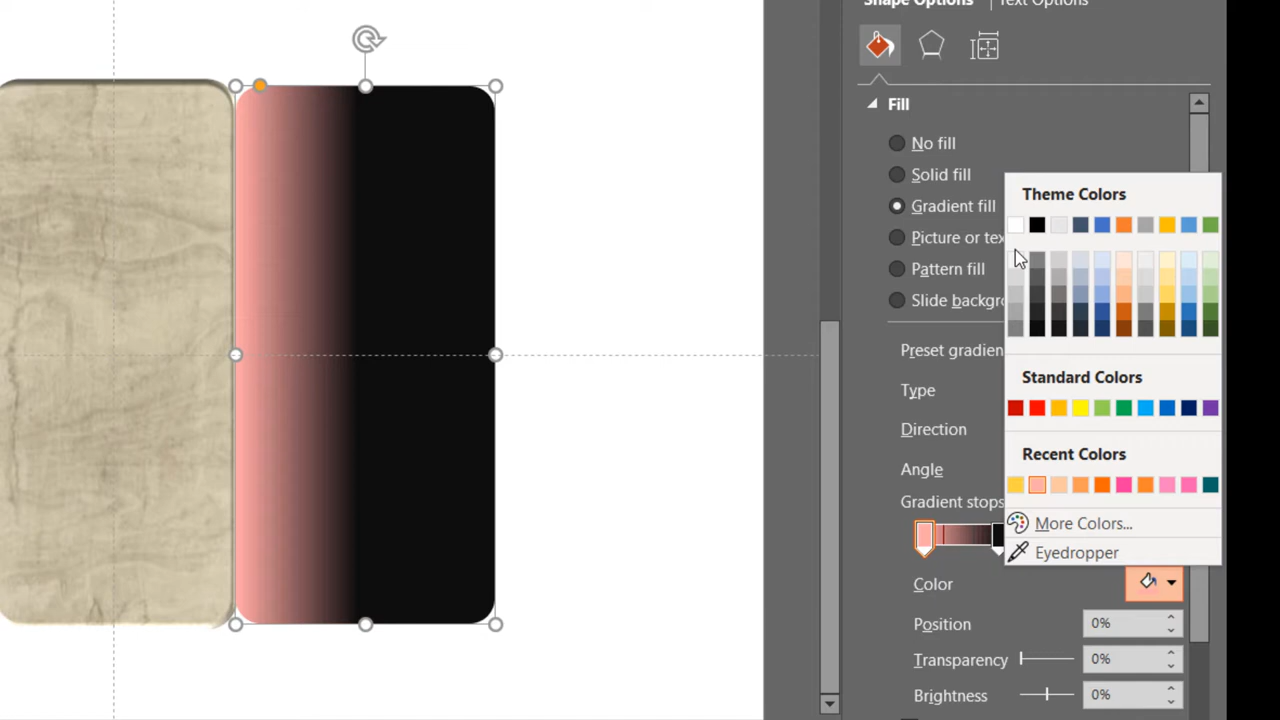 Shape Options | Text Options
Fill
No fill
Solid fill
Gradient fill
Picture or tex
Pattern fill
Slide backgro
Preset gradien
Type
Direction
Angle
Gradient stops
Color
Position 0%
Transparency 0%
Brightness 0%
Theme Colors
Standard Colors
Recent Colors
More Colors...
Eyedropper